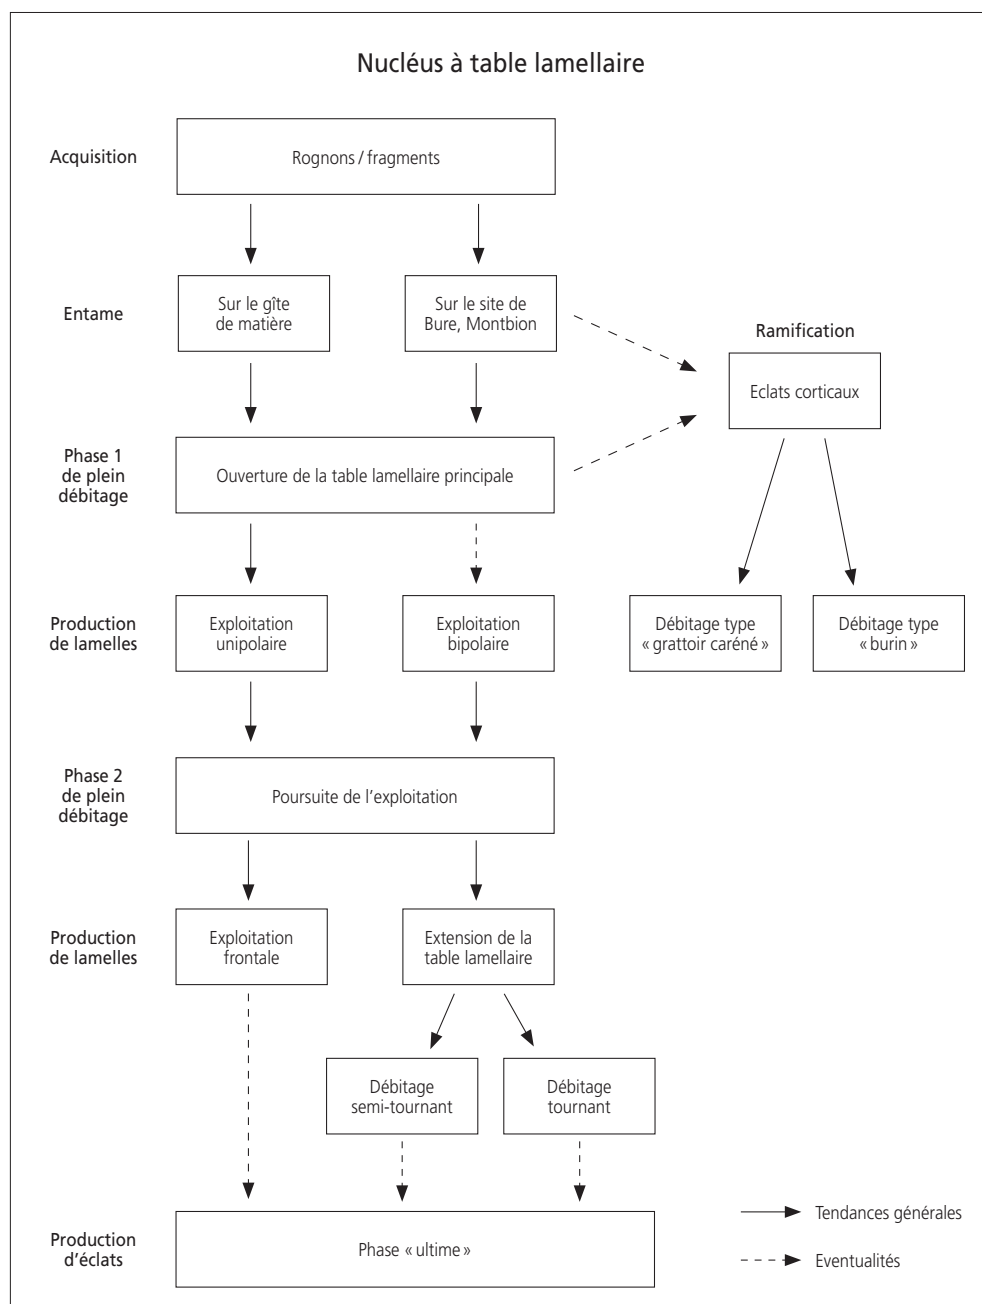 Nucléus à table lamellaire
Acquisition
Rognons / fragments
Entame
Sur le gîte
de matière
Sur le site de
Bure, Montbion
Ramification
Eclats corticaux
Phase 1
de plein
débitage
Ouverture de la table lamellaire principale
Production
de lamelles
Exploitation
unipolaire
Exploitation
bipolaire
Débitage type
« grattoir caréné »
Débitage type
« burin »
Phase 2
de plein
débitage
Poursuite de l'exploitation
Production
de lamelles
Exploitation
frontale
Extension de la
table lamellaire
Débitage
semi-tournant
Débitage
tournant
Production
d'éclats
Phase « ultime »
Tendances générales
Eventualités